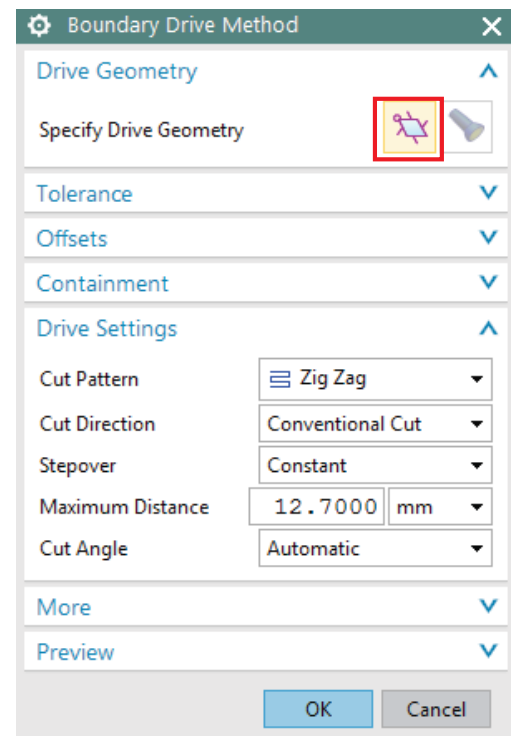 Boundary Drive Method
Drive Geometry
Specify Drive Geometry
Tolerance
Offsets
Containment
Drive Settings
Cut Pattern Zig Zag
Cut Direction Conventional Cut
Stepover Constant
Maximum Distance 12.7000 mm
Cut Angle Automatic
More
Preview
OK Cancel